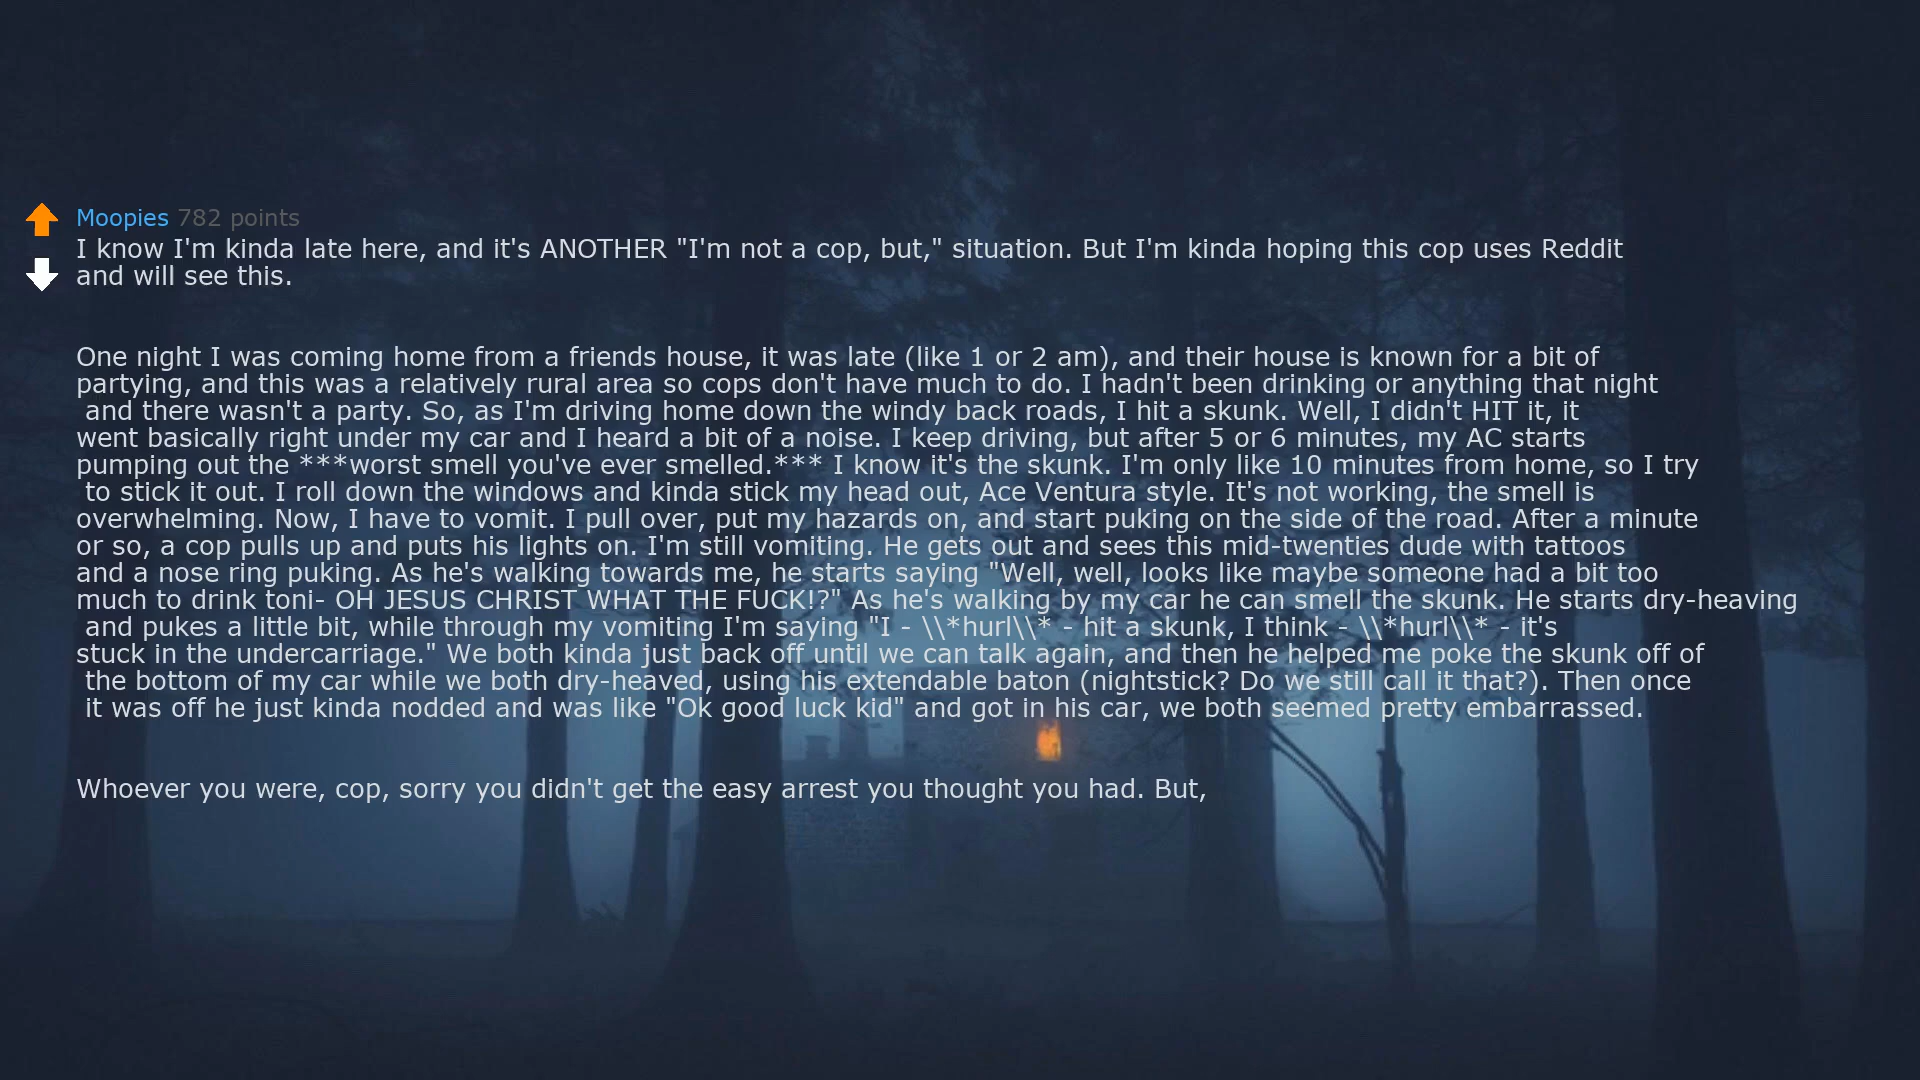 Moopies 782 points
I know I'm kinda late here, and it's ANOTHER "I'm not a cop, but," situation. But I'm kinda hoping this cop uses Reddit
and will see this.
One night I was coming home from a friends house, it was late (like 1 or 2 am), and their house is known for a bit of
partying, and this was a relatively rural area so cops don't have much to do. I hadn't been drinking or anything that night
and there wasn't a party. So, as I'm driving home down the windy back roads, I hit a skunk. Well, I didn't HIT it, it
went basically right under my car and I heard a bit of a noise. I keep driving, but after 5 or 6 minutes, my AC starts
pumping out the ***worst smell you've ever smelled.*** I know it's the skunk. I'm only like 10 minutes from home, so I try
to stick it out. I roll down the windows and kinda stick my head out, Ace Ventura style. It's not working, the smell is
overwhelming. Now, I have to vomit. I pull over, put my hazards on, and start puking on the side of the road. After a minute
or so, a cop pulls up and puts his lights on. I'm still vomiting. He gets out and sees this mid-twenties dude with tattoos
and a nose ring puking. As he's walking towards me, he starts saying "Well, well, looks like maybe someone had a bit too
much to drink toni- OH JESUS CHRIST WHAT THE FUCK!?" As he's walking by my car he can smell the skunk. He starts dry-heaving
and pukes a little bit, while through my vomiting I'm saying "I - \\*hurl\\* - hit a skunk, I think - \\*hurl\\* - it's
stuck in the undercarriage." We both kinda just back off until we can talk again, and then he helped me poke the skunk off of
the bottom of my car while we both dry-heaved, using his extendable baton (nightstick? Do we still call it that?). Then once
it was off he just kinda nodded and was like "Ok good luck kid" and got in his car, we both seemed pretty embarrassed.
Whoever you were, cop, sorry you didn't get the easy arrest you thought you had. But,